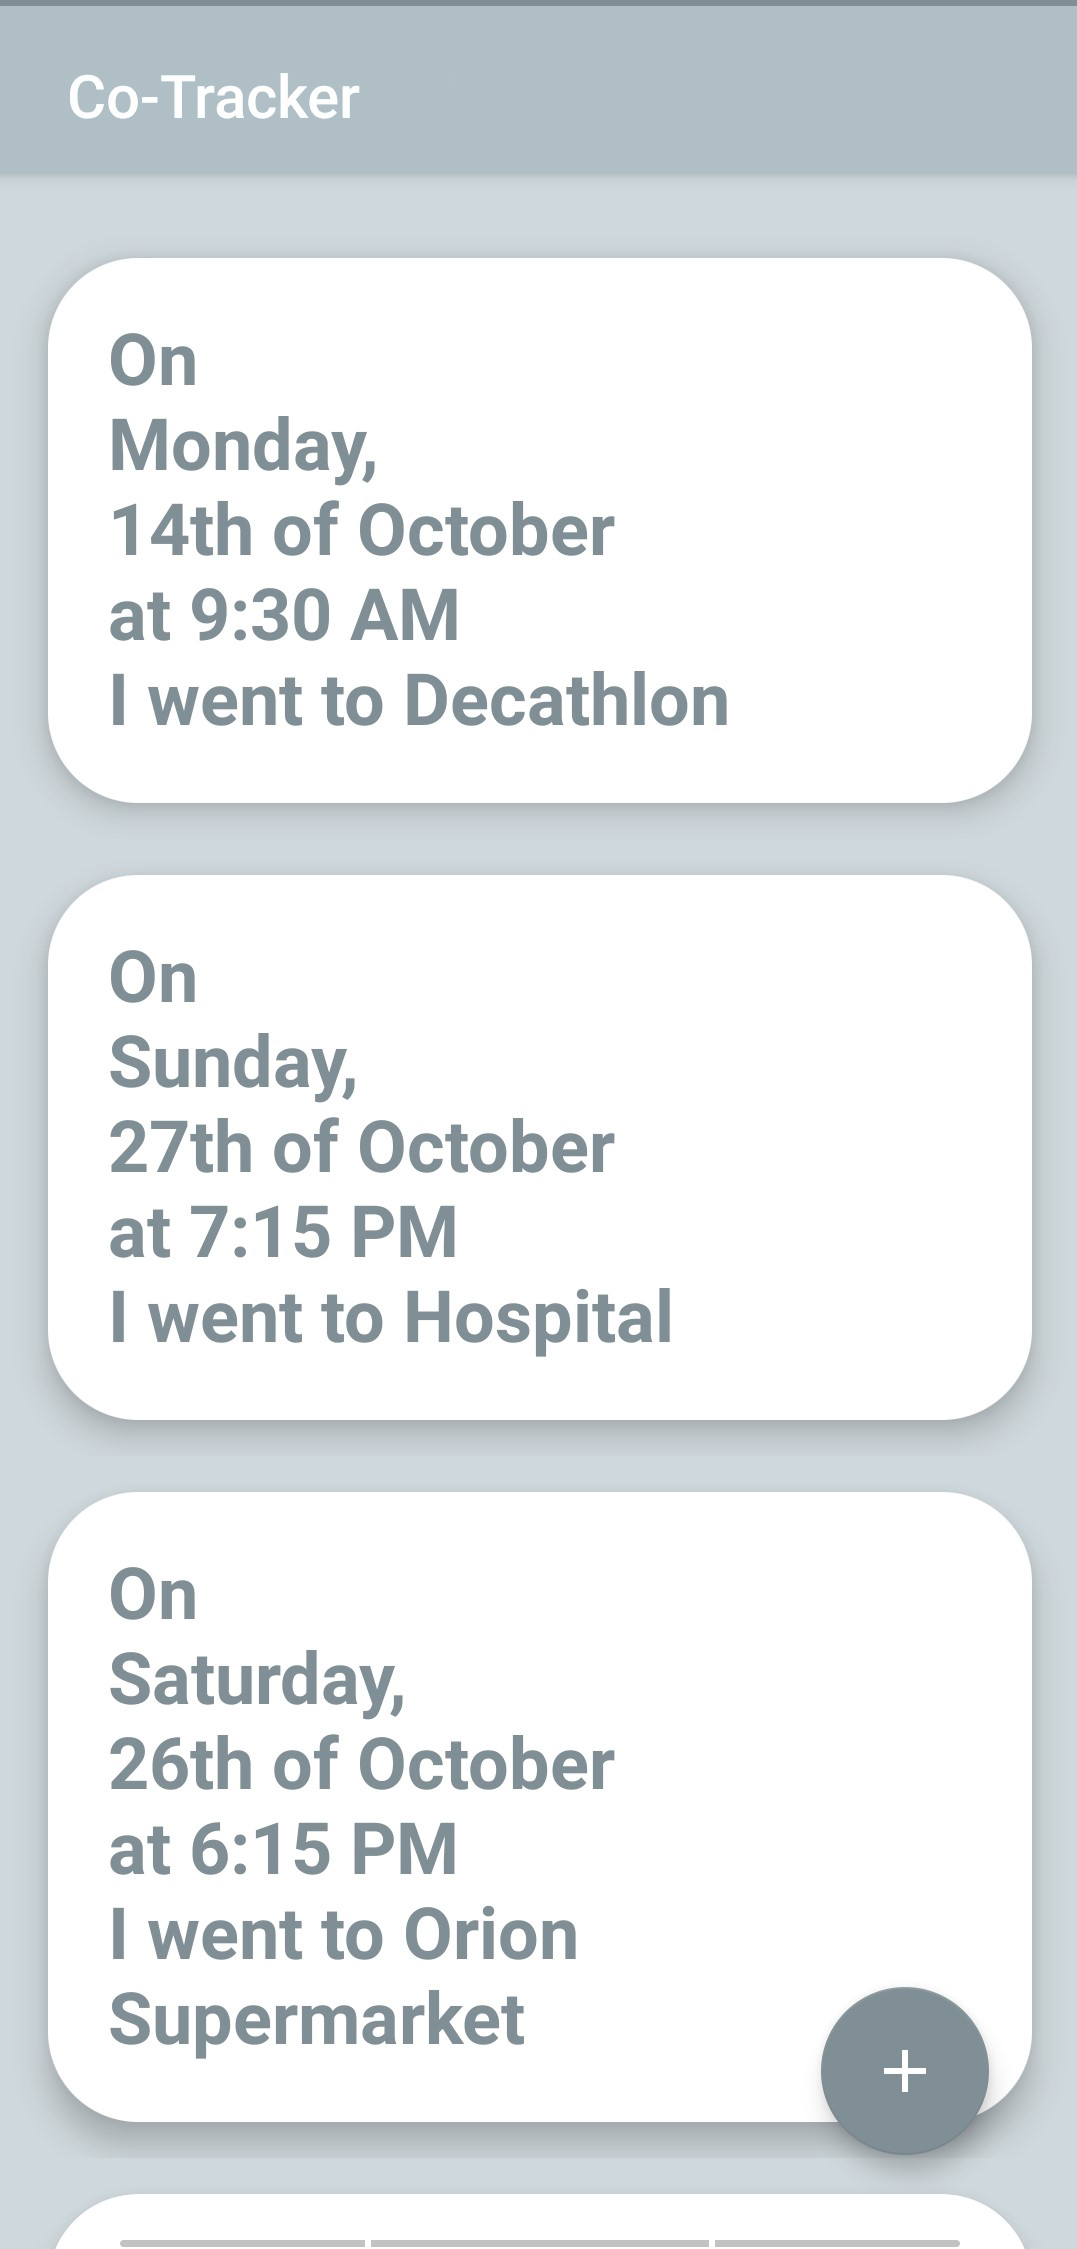 Co-Tracker
On
Monday,
14th of October
at 9:30 AM
I went to Decathlon
On
Sunday,
27th of October
at 7:15 PM
I went to Hospital
On
Saturday,
26th of October
at 6:15 PM
I went to Orion
Supermarket
+